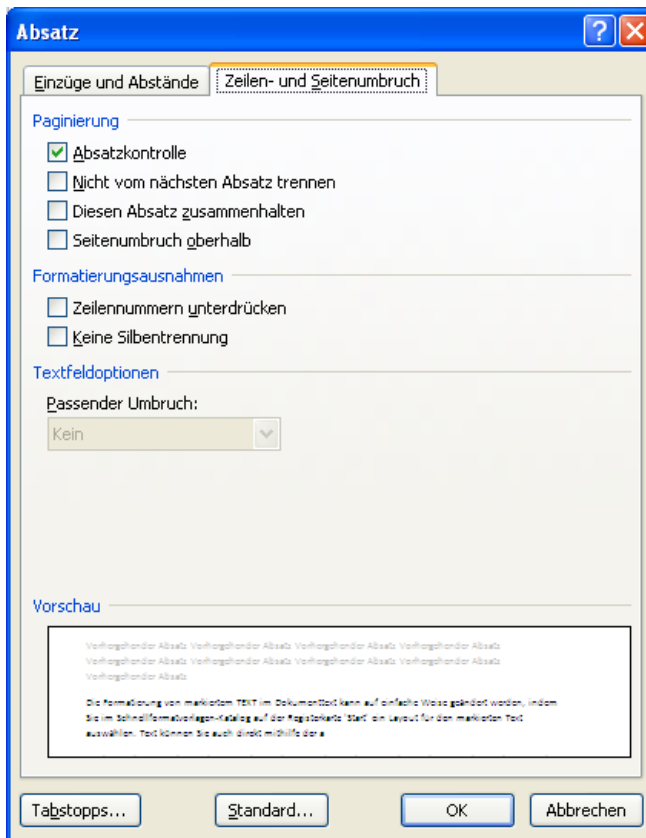 Absatz
Einzüge und Abstände
Zeilen- und Seitenumbruch
Paginierung
Absatzkontrolle
Nicht vom nächsten Absatz trennen
Diesen Absatz zusammenhalten
Seitenumbruch oberhalb
Formatierungsausnahmen
Zeilennummern unterdrücken
Keine Silbentrennung
Textfeldoptionen
Passender Umbruch:
Kein
Vorschau
Vorhergehender Absatz Vorhergehender Absatz Vorhergehender Absatz Vorhergehender Absatz
Vorhergehender Absatz Vorhergehender Absatz Vorhergehender Absatz Vorhergehender Absatz
Vorhergehender Absatz
Die Formatierung von markiertem TEXT im Dokumenttext kann auf einfache Weise geändert werden, indem
Sie im Schnellformatvorlagen-Katalog auf der Registerkarte 'Start' ein Layout für den markierten Text
auswählen. Text können Sie auch direkt mithilfe der a
Tabstopps...
Standard...
OK
Abbrechen